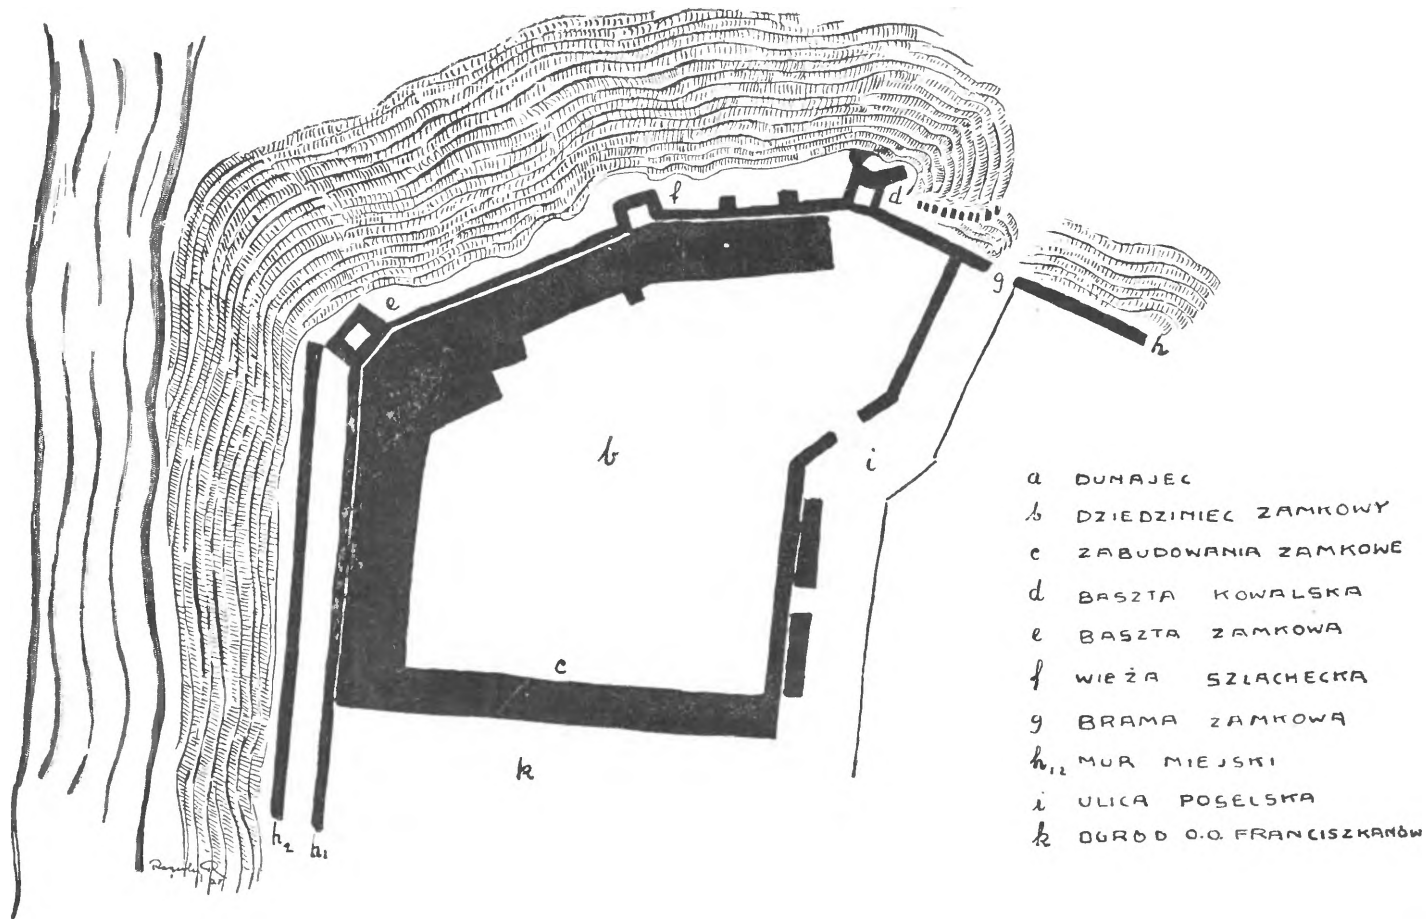 f
d
e
g
h
b
i
c
k
h2 h1
a DUNAJEC
b DZIEDZINIEC ZAMKOWY
c ZABUDOWANIA ZAMKOWE
d BASZTA KOWALSKA
e BASZTA ZAMKOWA
f WIEŻA SZLACHECKA
g BRAMA ZAMKOWA
h12 MUR MIEJSKI
i ULICA POSELSKA
k OGRÓD O.O. FRANCISZKANÓW